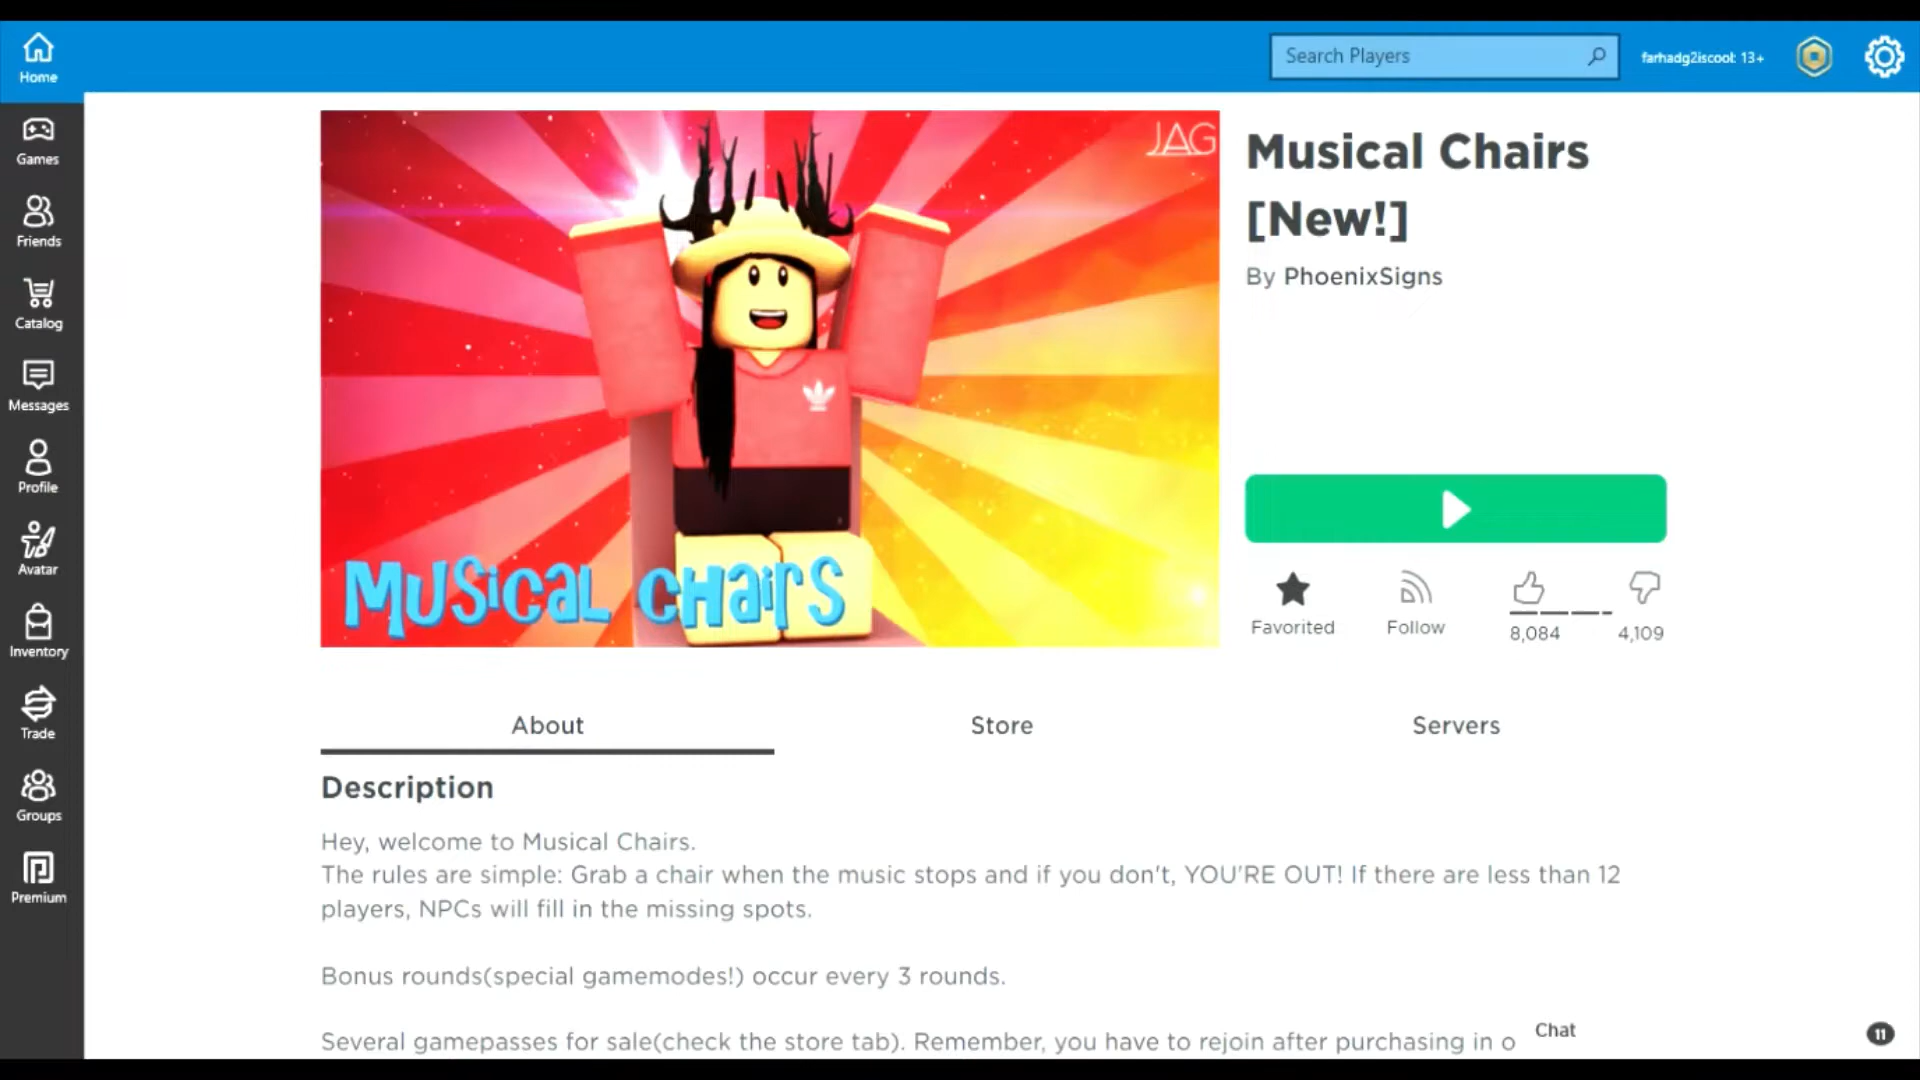 Home
Search Players
farhadg2iscool: 13+
Games
Friends
Catalog
Messages
Profile
Avatar
Inventory
Trade
Groups
Premium
JAG
MUSicaL CHairS
Musical Chairs
[New!]
By PhoenixSigns
Favorited
Follow
8,084
4,109
About
Store
Servers
Description
Hey, welcome to Musical Chairs.
The rules are simple: Grab a chair when the music stops and if you don't, YOU'RE OUT! If there are less than 12
players, NPCs will fill in the missing spots.
Bonus rounds(special gamemodes!) occur every 3 rounds.
Several gamepasses for sale(check the store tab). Remember, you have to rejoin after purchasing in o
Chat
11